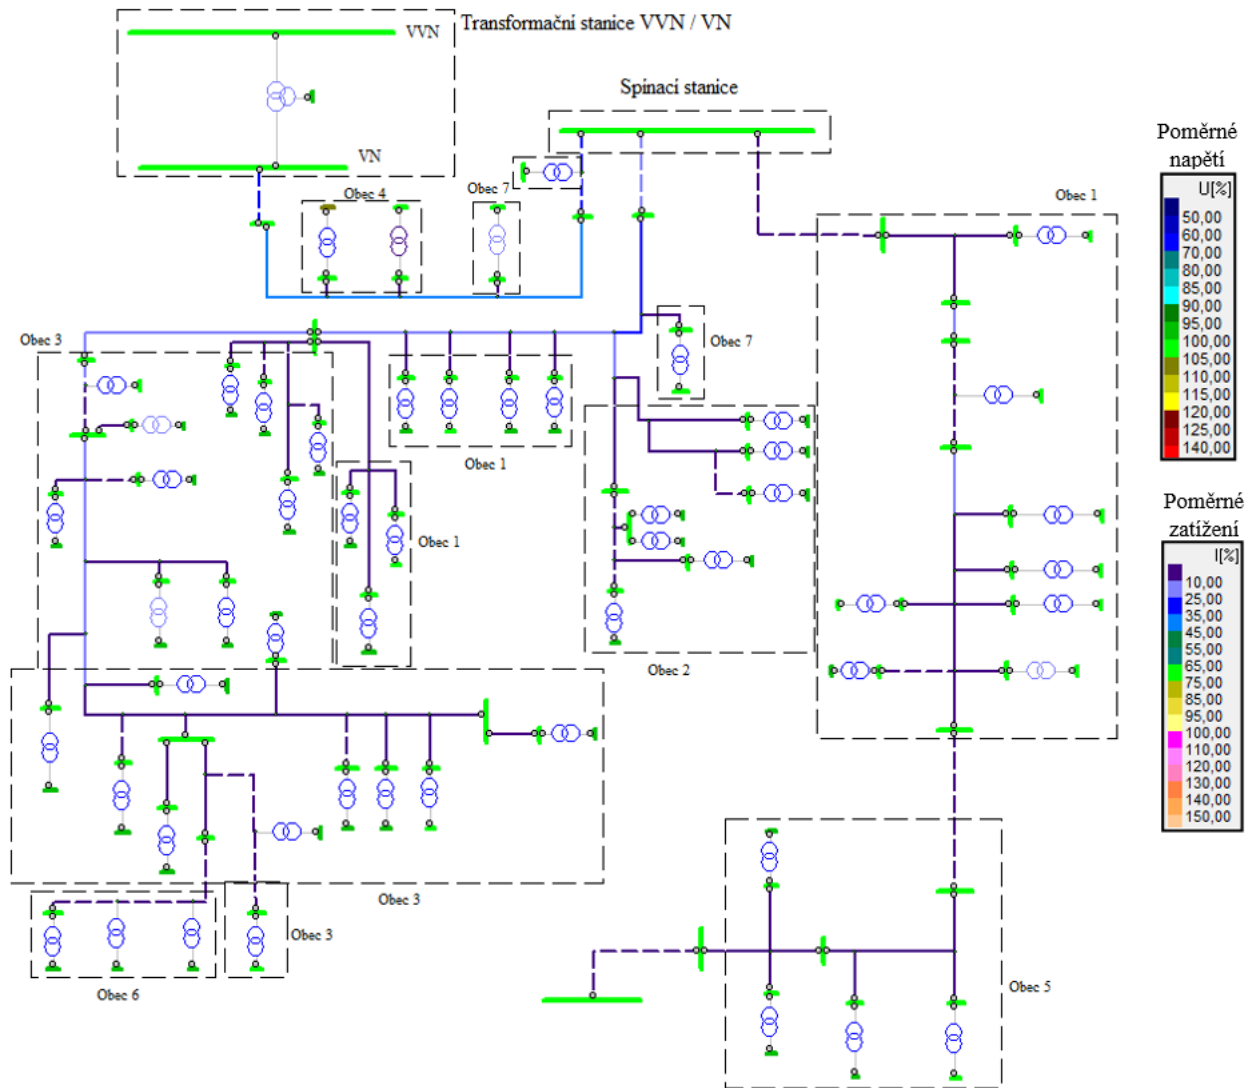 Transformační stanice VVN / VN
VVN
VN
Spínací stanice
Obec 4
Obec 7
Obec 1
Obec 3
Obec 7
Obec 1
Obec 1
Obec 2
Obec 3
Obec 3
Obec 6
Obec 5
Poměrné
napětí
U[%]
50,00
60,00
70,00
80,00
85,00
90,00
95,00
100,00
105,00
110,00
115,00
120,00
125,00
140,00
Poměrné
zatížení
I[%]
10,00
25,00
35,00
45,00
55,00
65,00
75,00
85,00
95,00
100,00
110,00
120,00
130,00
140,00
150,00